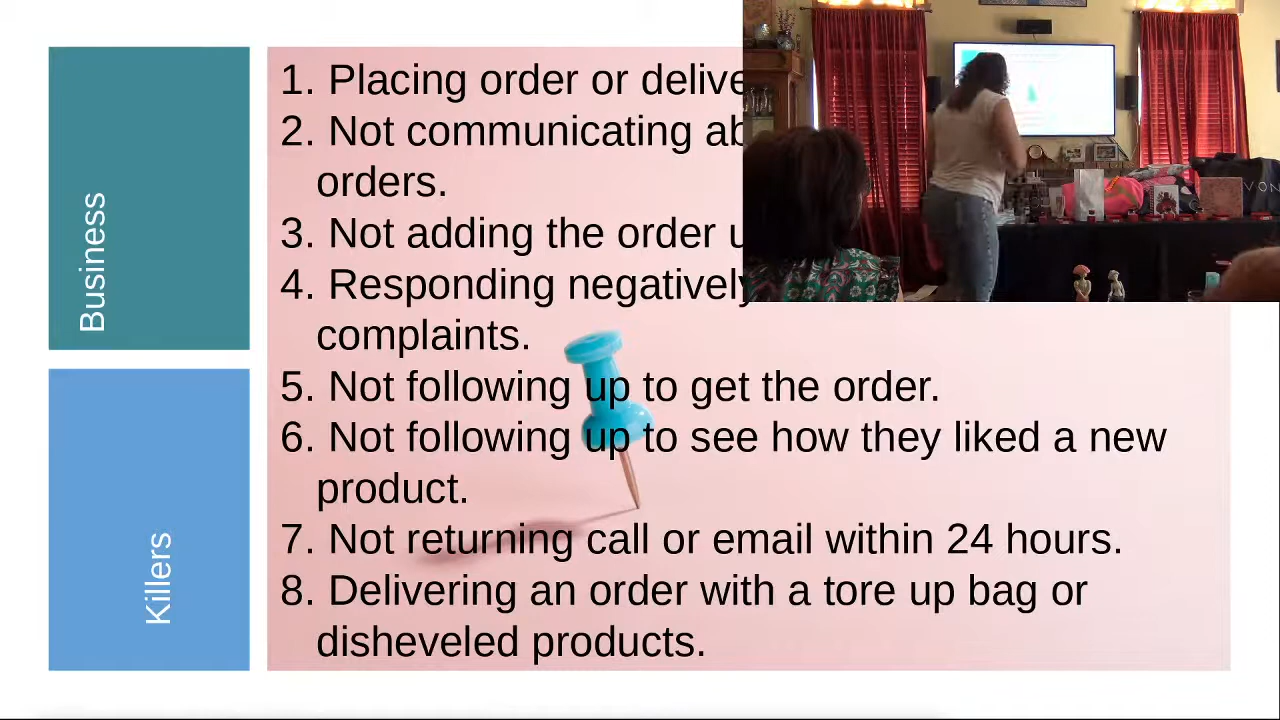 Business
Killers
1. Placing order or
2. Not communicating
orders.
3. Not adding the order
4. Responding negatively
complaints.
5. Not following up to get the order.
6. Not following up to see how they liked a new
product.
7. Not returning call or email within 24 hours.
8. Delivering an order with a tore up bag or
disheveled products.